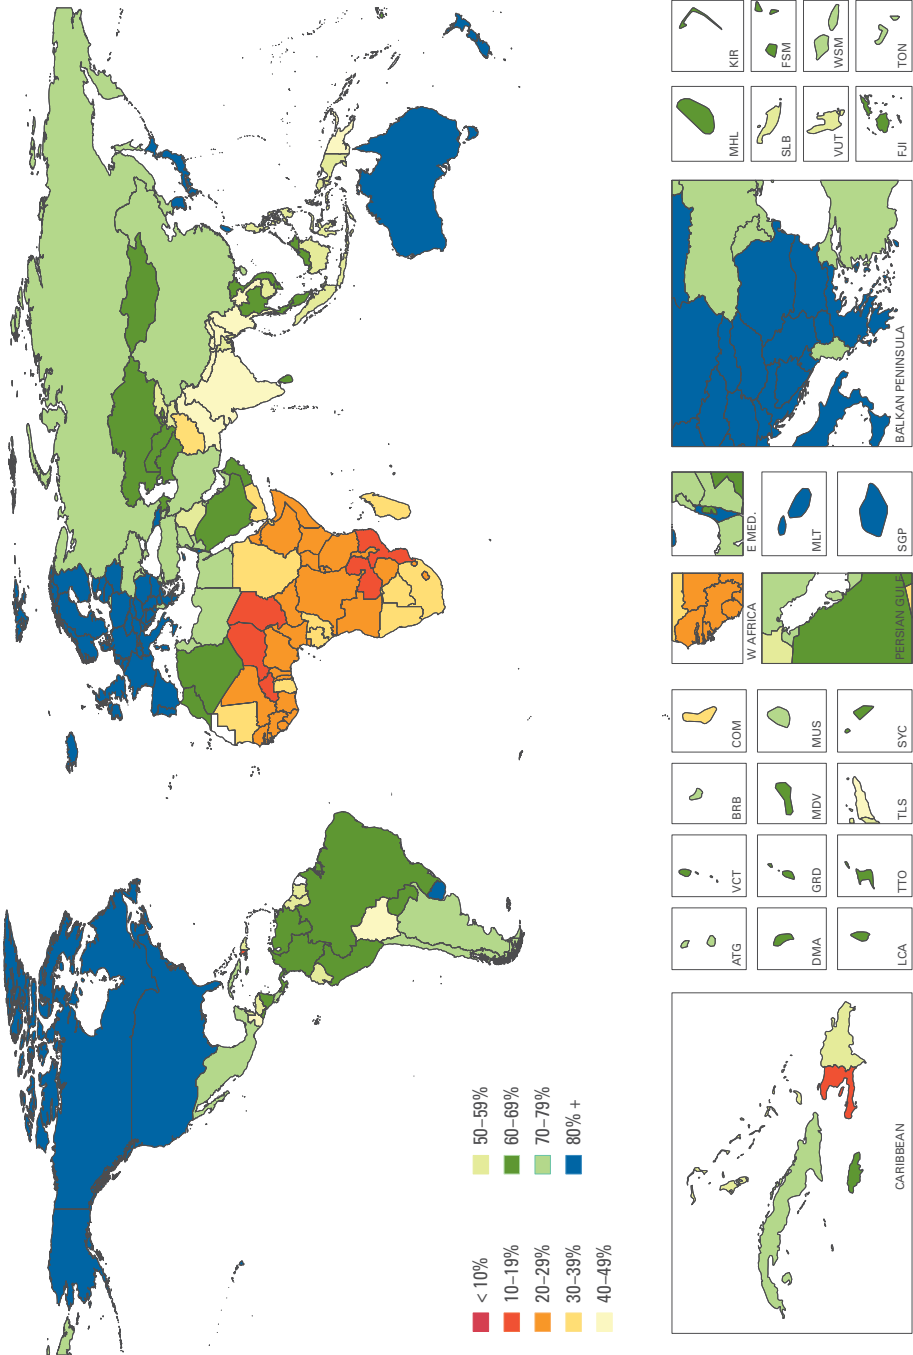 < 10%
10–19%
20–29%
30–39%
40–49%
50–59%
60–69%
70–79%
80% +
CARIBBEAN
ATG
VCT
BRB
COM
DMA
GRD
MDV
MUS
LCA
TTO
TLS
SYC
W AFRICA
E MED.
PERSIAN GULF
MLT
SGP
BALKAN PENINSULA
MHL
KIR
SLB
FSM
VUT
WSM
FJI
TON